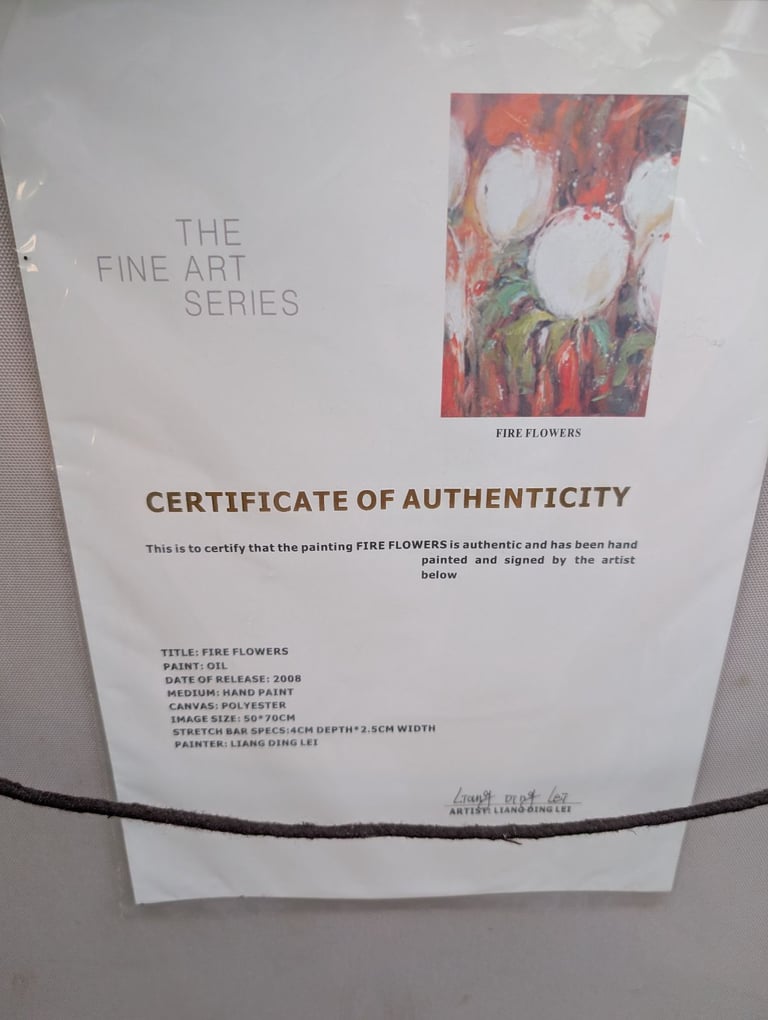 THE
FINE ART
SERIES
FIRE FLOWERS
CERTIFICATE OF AUTHENTICITY
This is to certify that the painting FIRE FLOWERS is authentic and has been hand
painted and signed by the artist
below
TITLE: FIRE FLOWERS
PAINT: OIL
DATE OF RELEASE: 2008
MEDIUM: HAND PAINT
CANVAS: POLYESTER
IMAGE SIZE: 50*70CM
STRETCH BAR SPECS:4CM DEPTH*2.5CM WIDTH
PAINTER: LIANG DING LEI
Liang Ding Lei
ARTIST: LIANG DING LEI